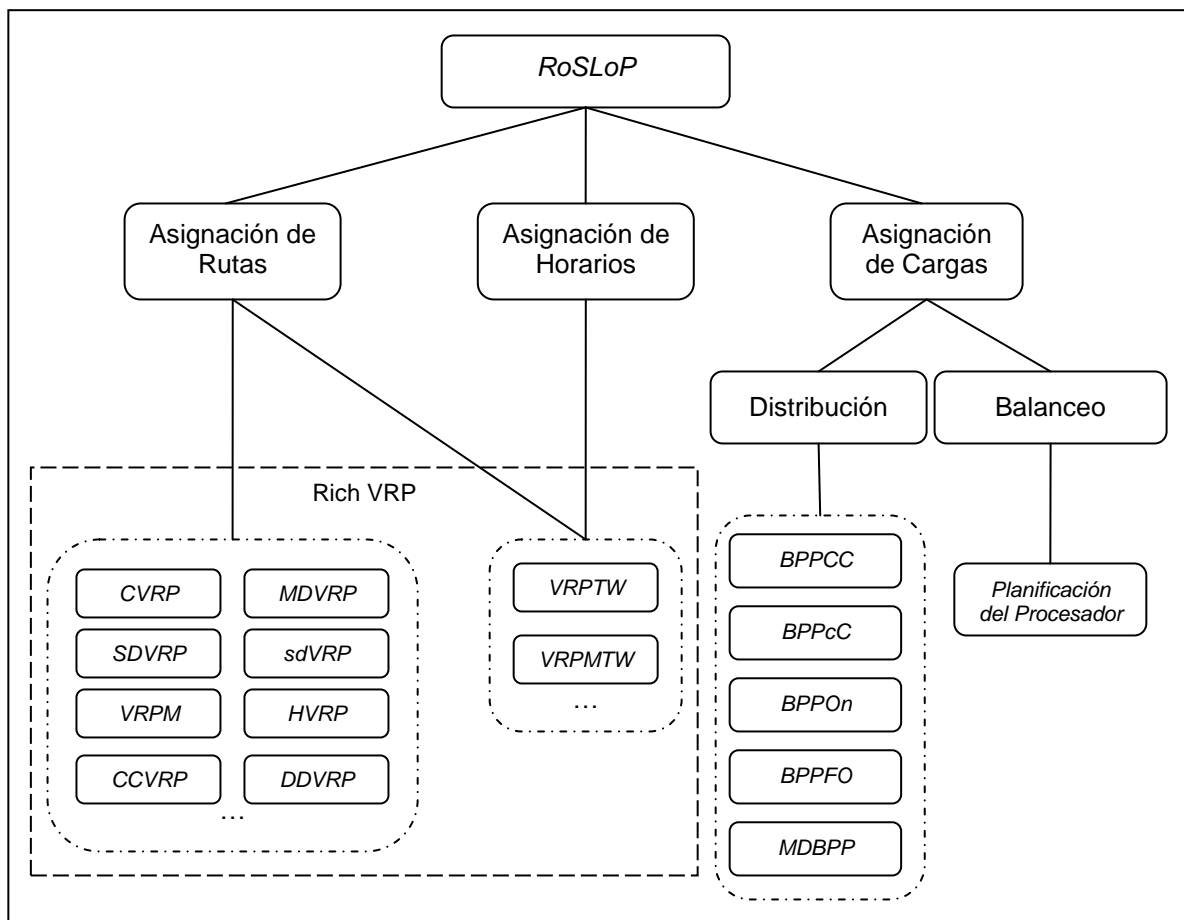 RoSLoP
Asignación de
Rutas
Asignación de
Horarios
Asignación
de Cargas
Distribución
Balanceo
Rich VRP
CVRP
MDVRP
SDVRP
sdVRP
VRPM
HVRP
CCVRP
DDVRP
...
VRPTW
VRPMTW
...
BPPCC
BPPcC
BPPOn
BPPFO
MDBPP
Planificación
del Procesador